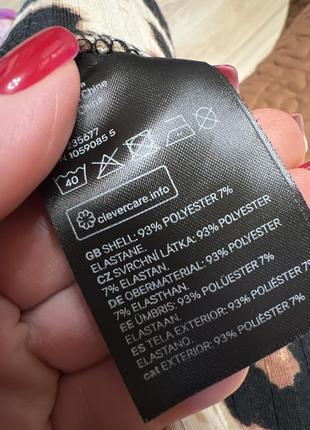 Chine
235677
N 1059085 5
40
clevercare.info
GB SHELL: 93% POLYESTER 7%
ELASTANE.
CZ SVRCHNÍ LÁTKA: 93% POLYESTER
7% ELASTAN.
DE OBERMATERIAL: 93% POLYESTER
7% ELASTHAN.
EE ÜMBRIS: 93% POLÜESTER 7%
ELASTAAN.
ES TELA EXTERIOR: 93% POLIÉSTER 7%
ELASTANO.
cat EXTERIOR: 93% POLIÈSTER 7%